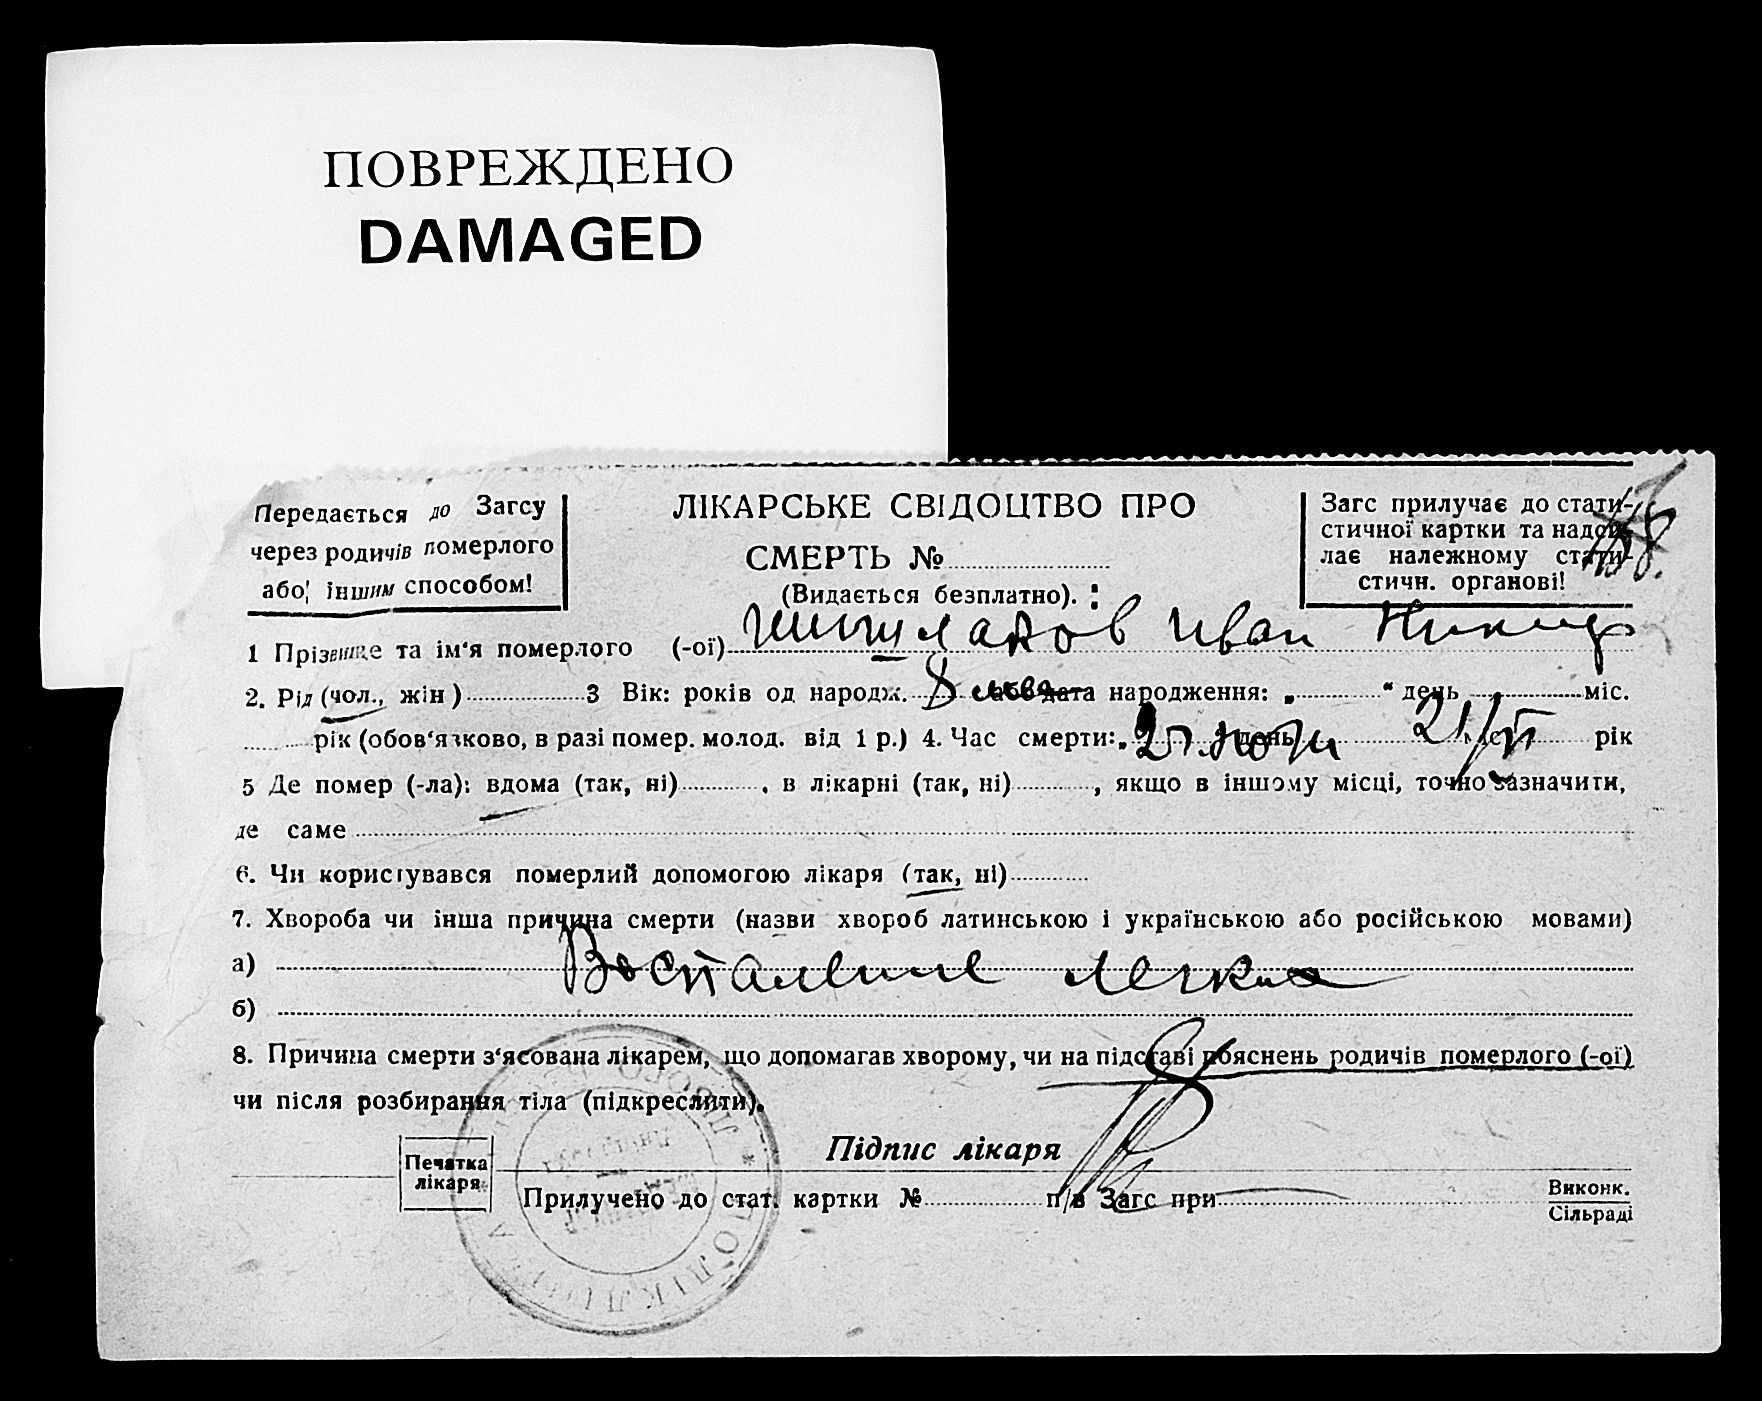 ПОВРЕЖДЕНО
DAMAGED
Передається до Загсу
через родичів померлого
або іншим способом!
ЛІКАРСЬКЕ СВІДОЦТВО ПРО
СМЕРТЬ №
(Видається безплатно).
Загс прилучає до стати-
стичної картки та надси-
лає належному стати-
стичн. органові!
1 Прізвище та ім'я померлого (-ої) Иван
2. Рід (чол., жін) 3 Вік: років од народж. 8 або дата народження: „ “ день міс.
рік (обов'язково, в разі помер. молод. від 1 р.) 4. Час смерти: „ день 21/VI міс. рік
5 Де помер (-ла): вдома (так, ні) , в лікарні (так, ні) , якщо в іншому місці, точно зазначити,
де саме
6. Чи користувався померлий допомогою лікаря (так, ні)
7. Хвороба чи інша причина смерти (назви хвороб латинською і українською або російською мовами)
а) Воспаление легких
б)
8. Причина смерти з'ясована лікарем, що допомагав хворому, чи на підставі пояснень родичів померлого (-ої)
чи після розбирання тіла (підкреслити).
Підпис лікаря
Печатка
лікаря
Прилучено до стат. картки № п/в Загс при
Виконк.
Сільраді
ПОЛІКЛІНІКА